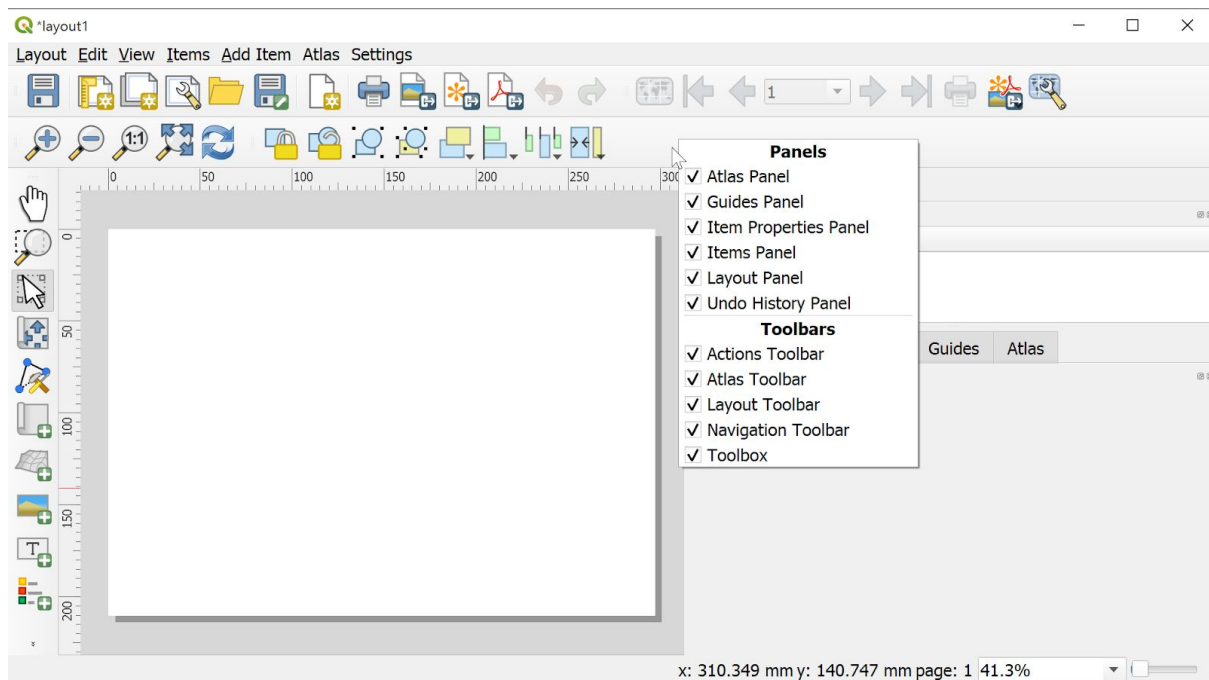 *layout1
Layout Edit View Items Add Item Atlas Settings
1
1:1
0 50 100 150 200 250 300
Panels
Atlas Panel
Guides Panel
Item Properties Panel
Items Panel
Layout Panel
Undo History Panel
Toolbars
Actions Toolbar
Atlas Toolbar
Layout Toolbar
Navigation Toolbar
Toolbox
Guides Atlas
0
50
100
150
200
T
x: 310.349 mm y: 140.747 mm page: 1 41.3%